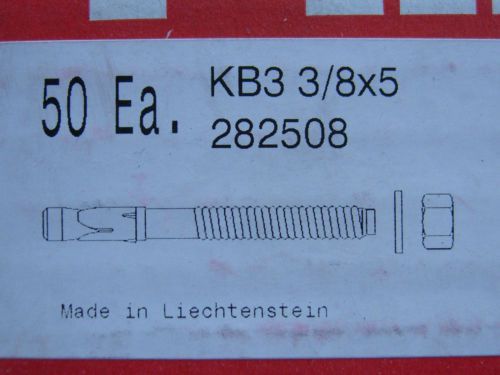 50 Ea.
KB3 3/8x5
282508
Made in Liechtenstein